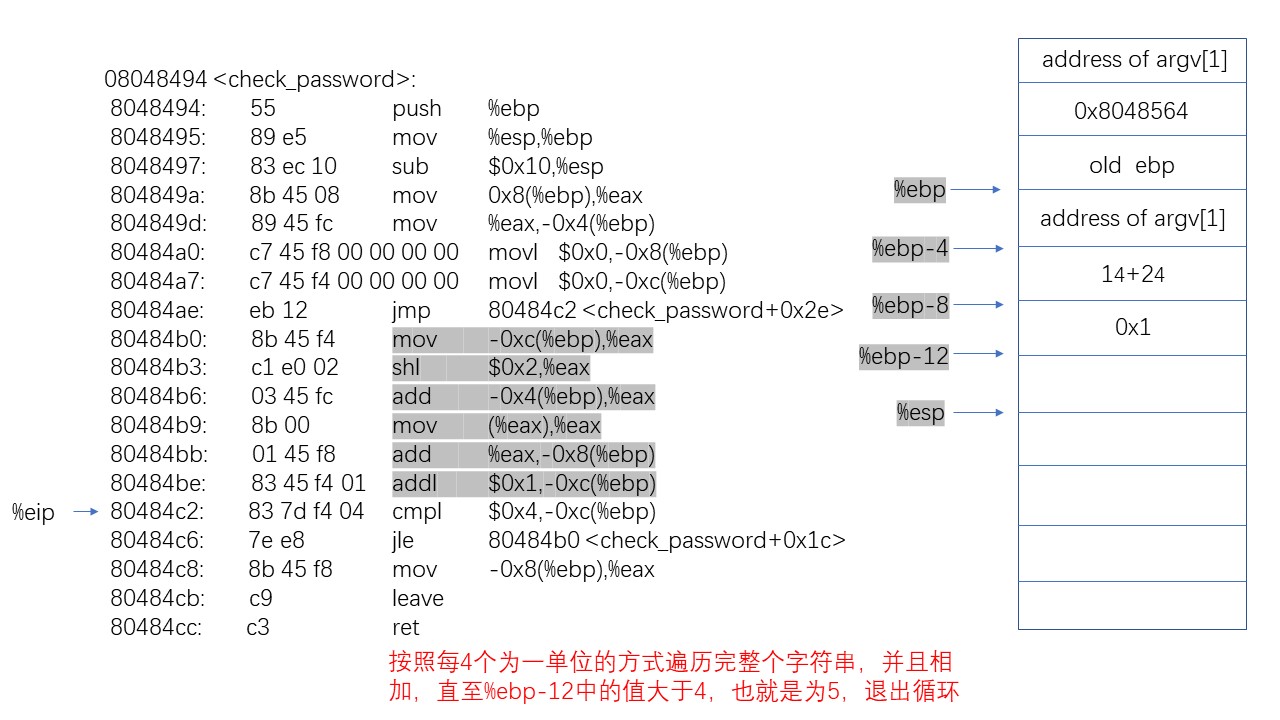 08048494 <check_password>:
8048494: 55 push %ebp
8048495: 89 e5 mov %esp,%ebp
8048497: 83 ec 10 sub $0x10,%esp
804849a: 8b 45 08 mov 0x8(%ebp),%eax
804849d: 89 45 fc mov %eax,-0x4(%ebp)
80484a0: c7 45 f8 00 00 00 00 movl $0x0,-0x8(%ebp)
80484a7: c7 45 f4 00 00 00 00 movl $0x0,-0xc(%ebp)
80484ae: eb 12 jmp 80484c2 <check_password+0x2e>
80484b0: 8b 45 f4 mov -0xc(%ebp),%eax
80484b3: c1 e0 02 shl $0x2,%eax
80484b6: 03 45 fc add -0x4(%ebp),%eax
80484b9: 8b 00 mov (%eax),%eax
80484bb: 01 45 f8 add %eax,-0x8(%ebp)
80484be: 83 45 f4 01 addl $0x1,-0xc(%ebp)
%eip
80484c2: 83 7d f4 04 cmpl $0x4,-0xc(%ebp)
80484c6: 7e e8 jle 80484b0 <check_password+0x1c>
80484c8: 8b 45 f8 mov -0x8(%ebp),%eax
80484cb: c9 leave
80484cc: c3 ret
按照每4个为一单位的方式遍历完整个字符串，并且相
加，直至%ebp-12中的值大于4，也就是为5，退出循环
address of argv[1]
0x8048564
old ebp
%ebp
address of argv[1]
%ebp-4
14+24
%ebp-8
0x1
%ebp-12
%esp